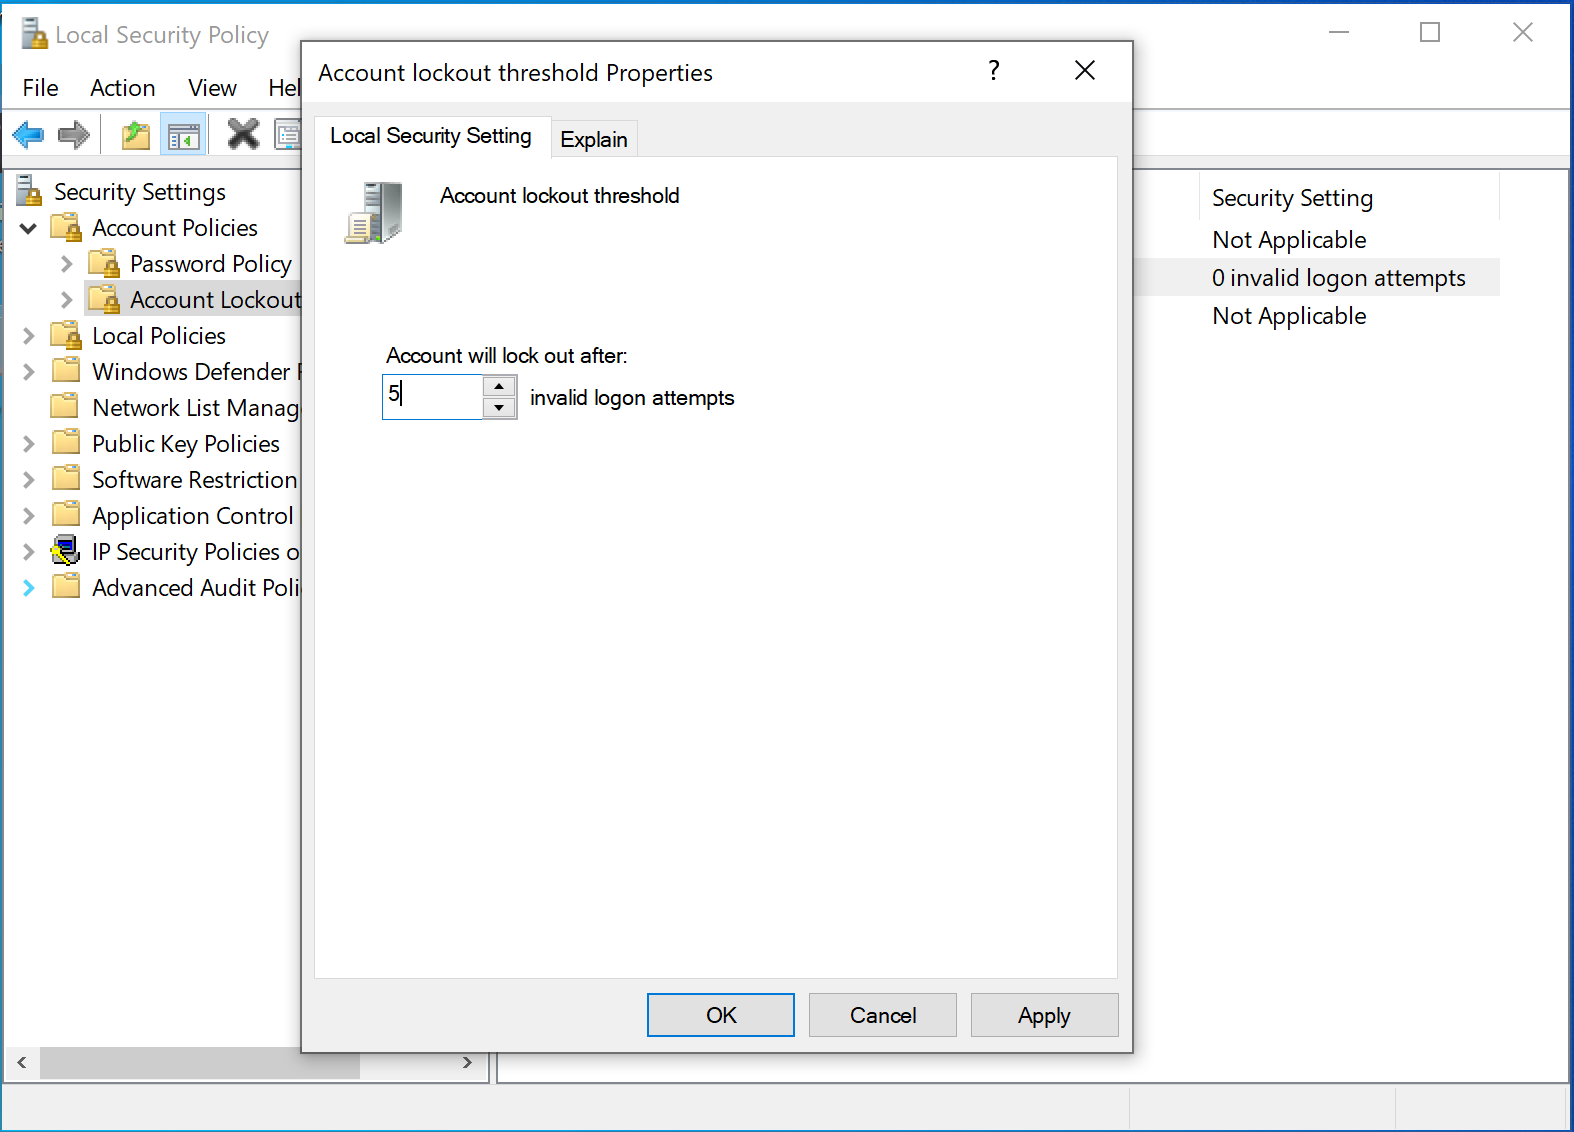 Local Security Policy
File Action View Hel
Account lockout threshold Properties
?
Local Security Setting
Explain
Account lockout threshold
Account will lock out after:
5
invalid logon attempts
OK
Cancel
Apply
Security Settings
Account Policies
Password Policy
Account Lockout
Local Policies
Windows Defender
Network List Manag
Public Key Policies
Software Restriction
Application Control
IP Security Policies o
Advanced Audit Poli
Security Setting
Not Applicable
0 invalid logon attempts
Not Applicable